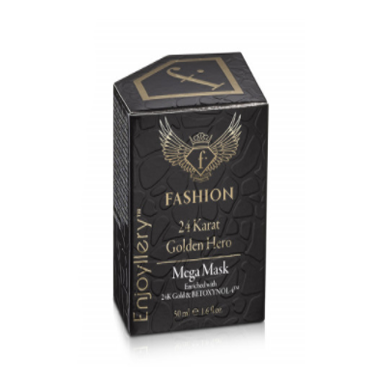 f
f
FASHION
24 Karat
Golden Hero
Mega Mask
Enriched with
24K Gold & BETOXYNOL-4™
50 ml ℮ 1.6 fl.oz.
Enjoyllery™